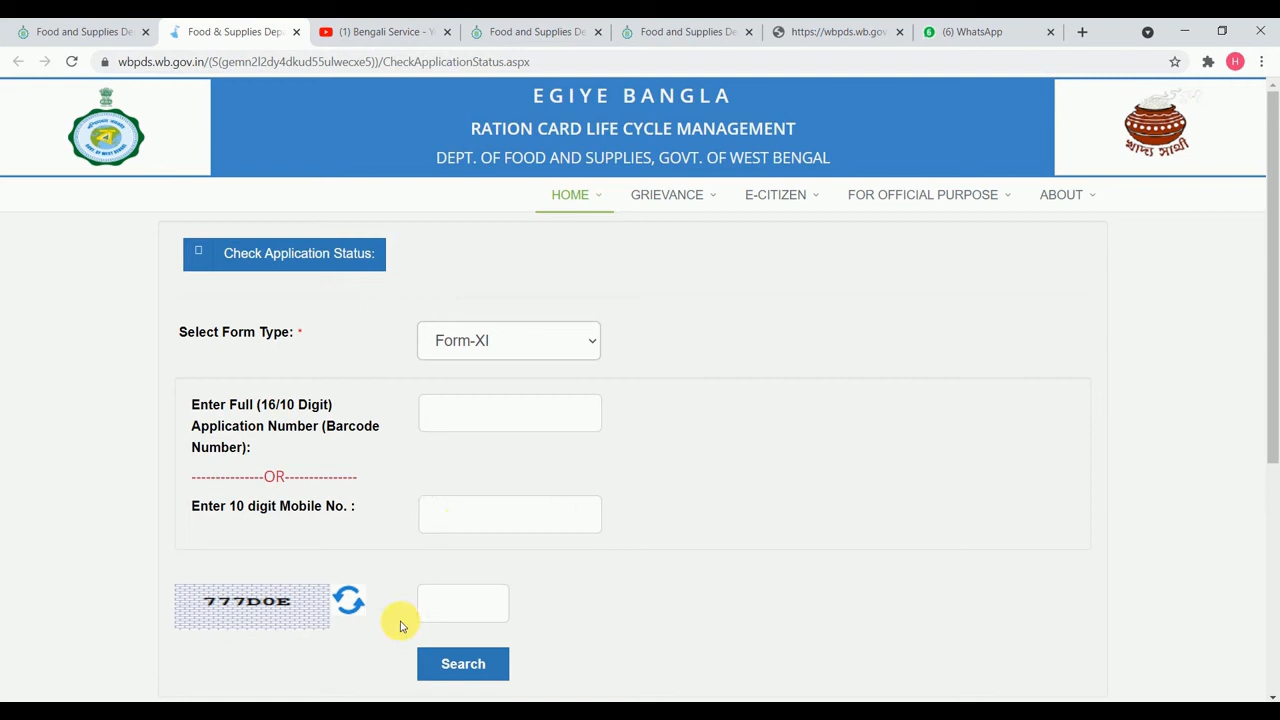 Food and Supplies De
Food & Supplies Dep
(1) Bengali Service - Y
Food and Supplies De
Food and Supplies De
https://wbpds.wb.gov
(6) WhatsApp
wbpds.wb.gov.in/(S(gemn2l2dy4dkud55ulwecxe5))/CheckApplicationStatus.aspx
H
EGIYE BANGLA
RATION CARD LIFE CYCLE MANAGEMENT
DEPT. OF FOOD AND SUPPLIES, GOVT. OF WEST BENGAL
খাদ্য সাথী
HOME
GRIEVANCE
E-CITIZEN
FOR OFFICIAL PURPOSE
ABOUT
Check Application Status:
Select Form Type: *
Form-XI
Enter Full (16/10 Digit)
Application Number (Barcode
Number):
---------------OR---------------
Enter 10 digit Mobile No. :
777D0E
Search